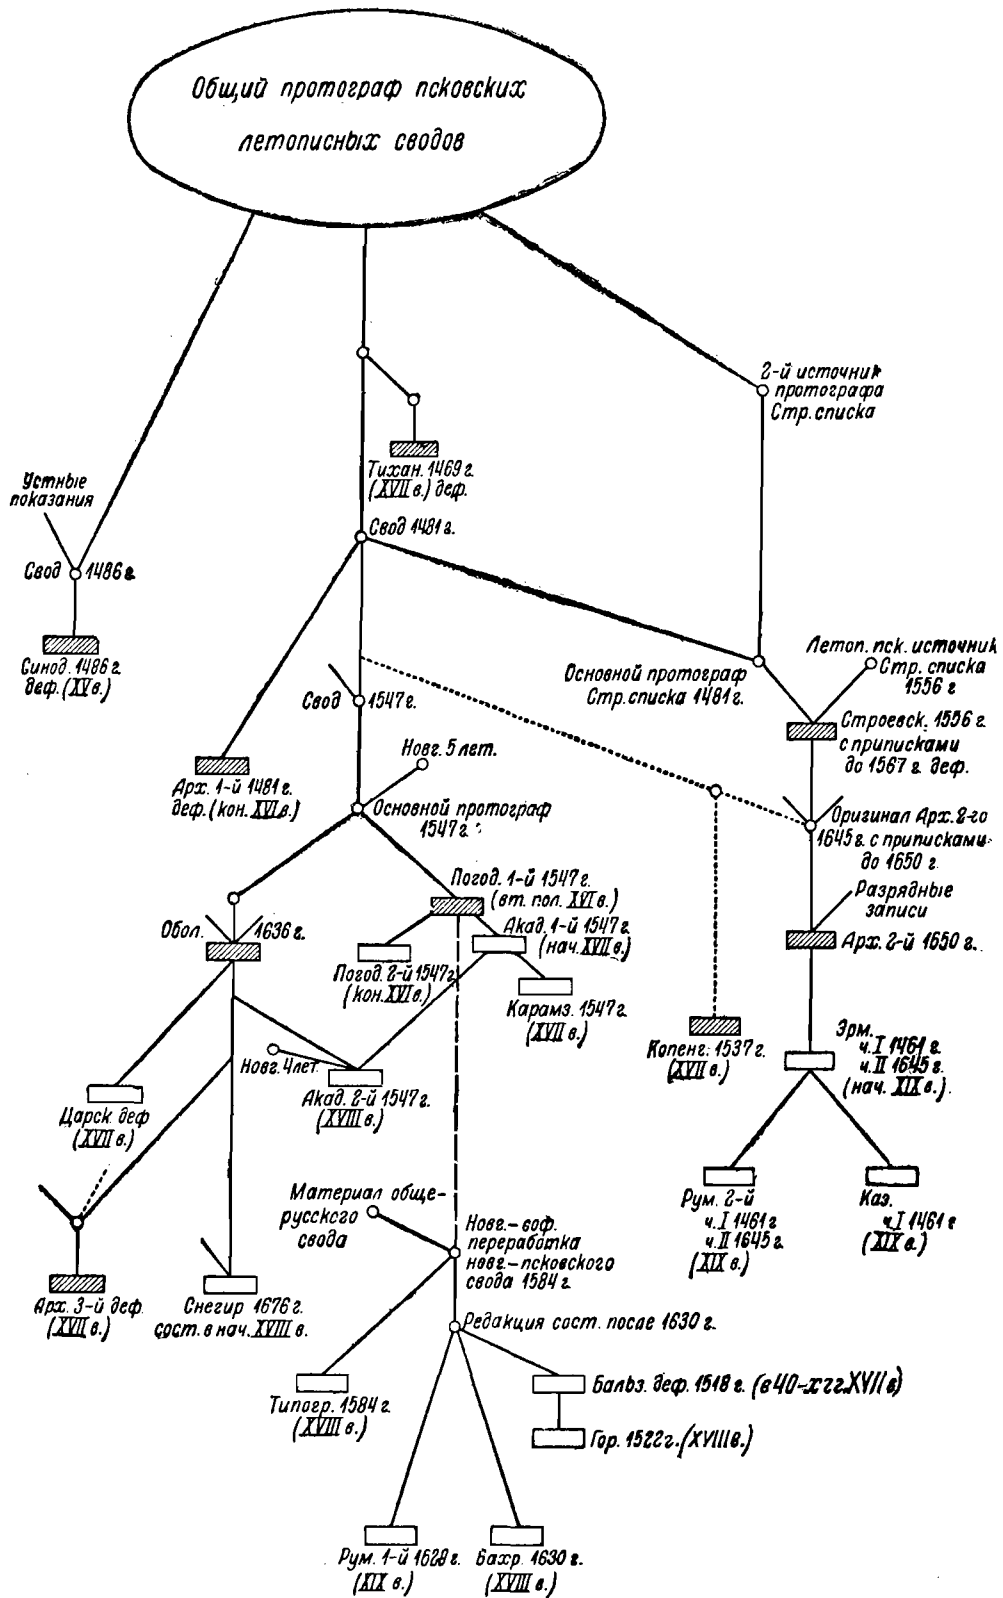 Общий протограф псковских
летописных сводов
2-й источник
протографа
Стр. списка
Тихан. 1469 г.
(XVII в.) деф.
Устные
показания
Свод 1481 г.
Свод 1486 г.
Синод. 1486 г.
деф. (XV в.)
Летоп. пск. источник
Стр. списка
1556 г
Основной протограф
Стр. списка 1481 г.
Свод 1547 г.
Строевск. 1556 г.
с приписками
до 1567 г. деф.
Новг. 5 лет.
Арх. 1-й 1481 г.
деф. (кон. XVI в.)
Основной протограф
1547 г.
Оригинал Арх. 2-го
1645 г. с приписками
до 1650 г.
Погод. 1-й 1547 г.
(вт. пол. XVI в.)
Разрядные
записи
Обол. 1636 г.
Акад. 1-й 1547 г.
(нач. XVII в.)
Арх. 2-й 1650 г.
Погод. 2-й 1547 г
(кон. XVI в.)
Карамз. 1547 г.
(XVII в.)
Новг. 4 лет.
Копенг. 1537 г.
(XVII в.)
Эрм.
ч. I 1461 г.
ч. II 1645 г.
(нач. XIX в.)
Царск. деф
(XVII в.)
Акад. 2-й 1547 г.
(XVIII в.)
Материал обще-
русского
свода
Рум. 2-й
ч. I 1461 г
ч. II 1645 г.
(XIX в.)
Каз.
ч. I 1461 г
(XIX в.)
Новг.-соф.
переработка
новг.-псковского
свода 1584 г.
Арх. 3-й деф.
(XVII в.)
Снегир 1676 г.
сост. в нач. XVIII в.
Редакция сост. после 1630 г.
Типогр. 1584 г.
(XVIII в.)
Бальз. деф. 1518 г. (в 40-х гг. XVII в)
Гор. 1522 г. (XVIII в.)
Рум. 1-й 1628 г.
(XIX в.)
Бахр. 1630 г.
(XVIII в.)